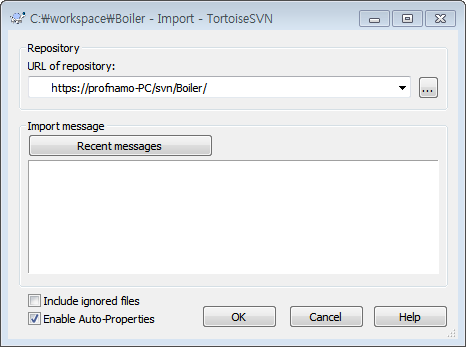 C:₩workspace₩Boiler - Import - TortoiseSVN
Repository
URL of repository:
https://profnamo-PC/svn/Boiler/
...
Import message
Recent messages
Include ignored files
Enable Auto-Properties
OK
Cancel
Help